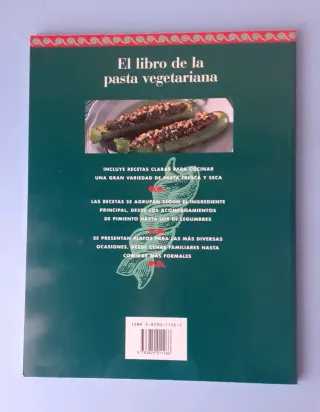 El libro de la
pasta vegetariana
INCLUYE RECETAS CLARAS PARA COCINAR
UNA GRAN VARIEDAD DE PASTA FRESCA Y SECA
LAS RECETAS SE AGRUPAN SEGÚN EL INGREDIENTE
PRINCIPAL, DESDE LOS ACOMPAÑAMIENTOS
DE PIMIENTO HASTA LOS DE LEGUMBRES
SE PRESENTAN PLATOS PARA LAS MÁS DIVERSAS
OCASIONES, DESDE CENAS FAMILIARES HASTA
COMIDAS MÁS FORMALES
ISBN